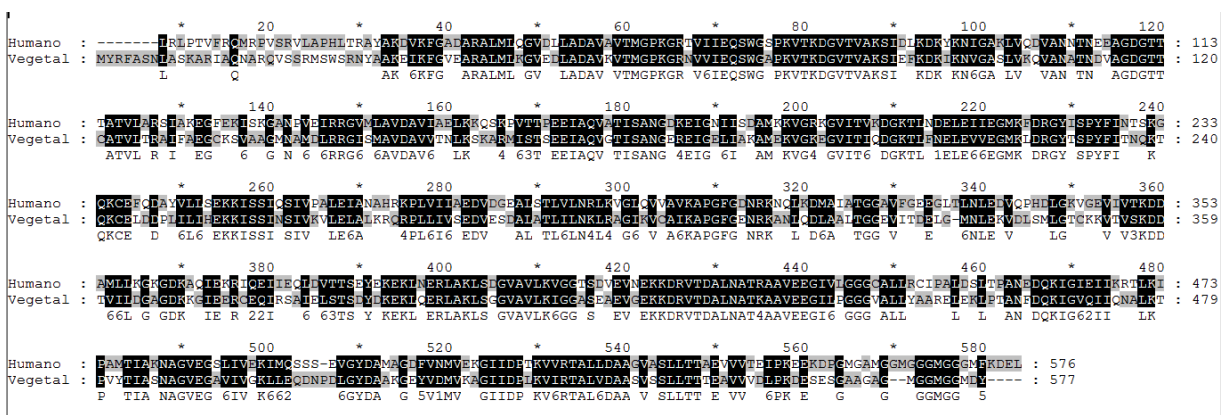 * 20 * 40 * 60 * 80 * 100 * 120
Humano : -------LRLPTVFRQMRPVSRVLAPHLTRAYAKDVKFGADARALMLQGVDLLADAVAVTMGPKGRTVIIEQSWGSPKVTKDGVTVAKSIDLKDKYKNIGAKLVQDVANNTNEEAGDGTT : 113
Vegetal : MYRFASNLASKARIAQNARQVSSRMSWSRNYAAKEIKFGVEARALMLKGVEDLADAVKVTMGPKGRNVVIEQSWGAPKVTKDGVTVAKSIEFKDKIKNVGASLVKQVANATNDVAGDGTT : 120
L Q AK 6KFG ARALML GV LADAV VTMGPKGR V6IEQSWG PKVTKDGVTVAKSI KDK KN6GA LV VAN TN AGDGTT
* 140 * 160 * 180 * 200 * 220 * 240
Humano : TATVLARSIAKEGFEKISKGANPVEIRRGVMLAVDAVIAELKKQSKPVTTPEEIAQVATISANGDKEIGNIISDAMKKVGRKGVITVKDGKTLNDELEIIEGMKFDRGYISPYFINTSKG : 233
Vegetal : CATVLTRAIFAEGCKSVAAGMNAMDLRRGISMAVDAVVTNLKSKARMISTSEEIAQVGTISANGEREIGELIAKAMEKVGKEGVITIQDGKTLFNELEVVEGMKLDRGYTSPYFITNQKT : 240
ATVL R I EG 6 G N 6 RRG6 6AVDAV6 LK 4 63T EEIAQV TISANG 4EIG 6I AM KVG4 GVIT6 DGKTL 1ELE66EGMK DRGY SPYFI K
* 260 * 280 * 300 * 320 * 340 * 360
Humano : QKCEFQDAYVLLSEKKISSIQSIVPALEIANAHRKPLVIIAEDVDGEALSTLVLNRLKVGLQVVAVKAPGFGDNRKNQLKDMAIATGGAVFGEEGLTLNLEDVQPHDLGKVGEVIVTKDD : 353
Vegetal : QKCELDDPLILIHEKKISSINSIVKVLELALKRQRPLLIVSEDVESDALATLILNKLRAGIKVCAIKAPGFGENRKANLQDLAALTGGEVITDELG-MNLEKVDLSMLGTCKKVTVSKDD : 359
QKCE D 6L6 EKKISSI SIV LE6A 4PL6I6 EDV AL TL6LN4L4 G6 V A6KAPGFG NRK L D6A TGG V E 6NLE V LG V V3KDD
* 380 * 400 * 420 * 440 * 460 * 480
Humano : AMLLKGKGDKAQIEKRIQEIIEQLDVTTSEYEKEKLNERLAKLSDGVAVLKVGGTSDVEVNEKKDRVTDALNATRAAVEEGIVLGGGCALLRCIPALDSLTPANEDQKIGIEIIKRTLKI : 473
Vegetal : TVILDGAGDKKGIEERCEQIRSAIELSTSDYDKEKLQERLAKLSGGVAVLKIGGASEAEVGEKKDRVTDALNATKAAVEEGIIPGGGVALLYAARELEKLPTANFDQKIGVQIIQNALKT : 479
66L G GDK IE R 22I 6 63TS Y KEKL ERLAKLS GVAVLK6GG S EV EKKDRVTDALNAT4AAVEEGI6 GGG ALL L L AN DQKIG62II LK
* 500 * 520 * 540 * 560 * 580
Humano : PAMTIAKNAGVEGSLIVEKIMQSSS-EVGYDAMAGDFVNMVEKGIIDPTKVVRTALLDAAGVASLLTTAEVVVTEIPKEEKDPGMGAMGGMGGGMGGGMFKDEL : 576
Vegetal : PVYTIASNAGVEGAVIVGKLLEQDNPDLGYDAAKGEYVDMVKAGIIDPLKVIRTALVDAASVSSLLTTTEAVVVDLPKDESESGAAGAG--MGGMGGMDY---- : 577
P TIA NAGVEG 6IV K662 6GYDA G 5V1MV GIIDP KV6RTAL6DAA V SLLTT E VV 6PK E G G GGMGG 5